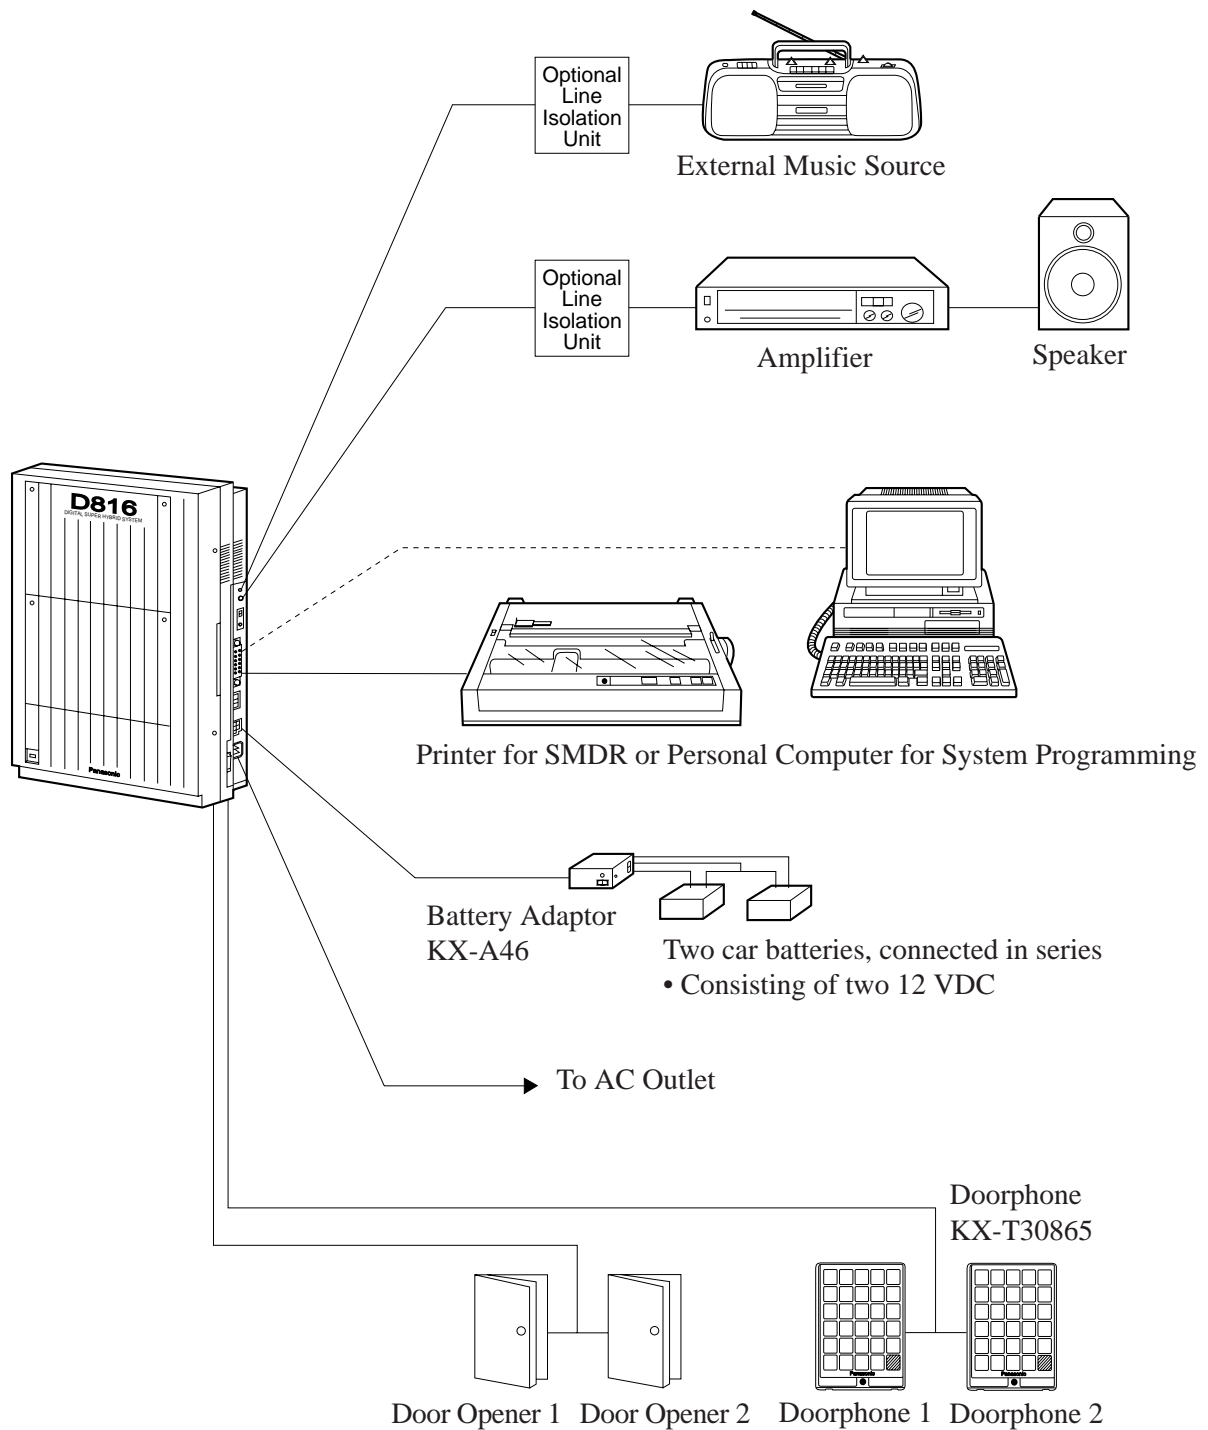 Optional
Line
Isolation
Unit
External Music Source
Optional
Line
Isolation
Unit
Amplifier
Speaker
D816
DIGITAL SUPER HYBRID SYSTEM
Panasonic
Printer for SMDR or Personal Computer for System Programming
Battery Adaptor
KX-A46
Two car batteries, connected in series
• Consisting of two 12 VDC
To AC Outlet
Doorphone
KX-T30865
Panasonic
Panasonic
Door Opener 1
Door Opener 2
Doorphone 1
Doorphone 2